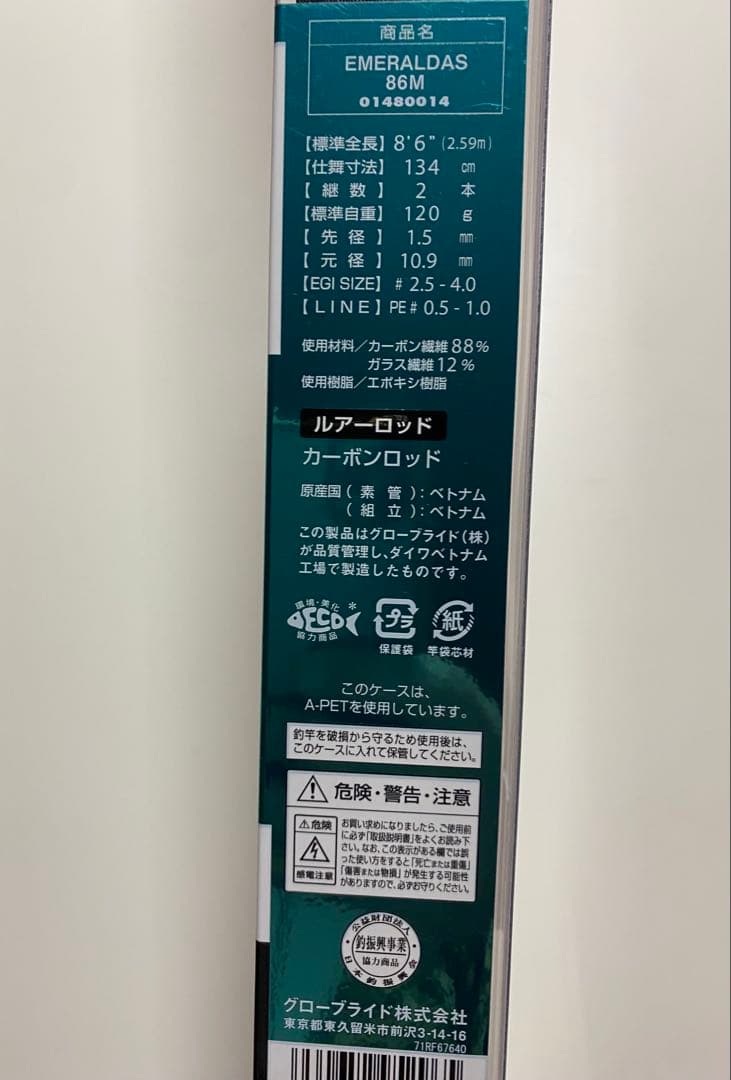 商品名
EMERALDAS
86M
01480014
【標準全長】8'6" (2.59m)
【仕舞寸法】134 cm
【継数】2 本
【標準自重】120 g
【先径】1.5 mm
【元径】10.9 mm
【EGI SIZE】# 2.5 - 4.0
【LINE】PE# 0.5 - 1.0
使用材料／カーボン繊維88%
ガラス繊維12%
使用樹脂／エポキシ樹脂
ルアーロッド
カーボンロッド
原産国(素管):ベトナム
(組立):ベトナム
この製品はグローブライド(株)
が品質管理し、ダイワベトナム
工場で製造したものです。
環境・美化
ECO
協力商品
プラ
保護袋
紙
竿袋芯材
このケースは、
A-PETを使用しています。
釣竿を破損から守るため使用後は、
このケースに入れて保管してください。
危険・警告・注意
危険
感電注意
お買い求めになりましたら、ご使用前
に必ず「取扱説明書」をよくお読み下
さい。なお、この表示がある欄では誤
った使い方をすると「死亡または重傷」
「傷害または物損」が発生する可能性
がありますので、必ずお守りください。
公益財団法人
釣振興事業
協力商品
日本釣振興会
グローブライド株式会社
東京都東久留米市前沢3-14-16
71RF67640